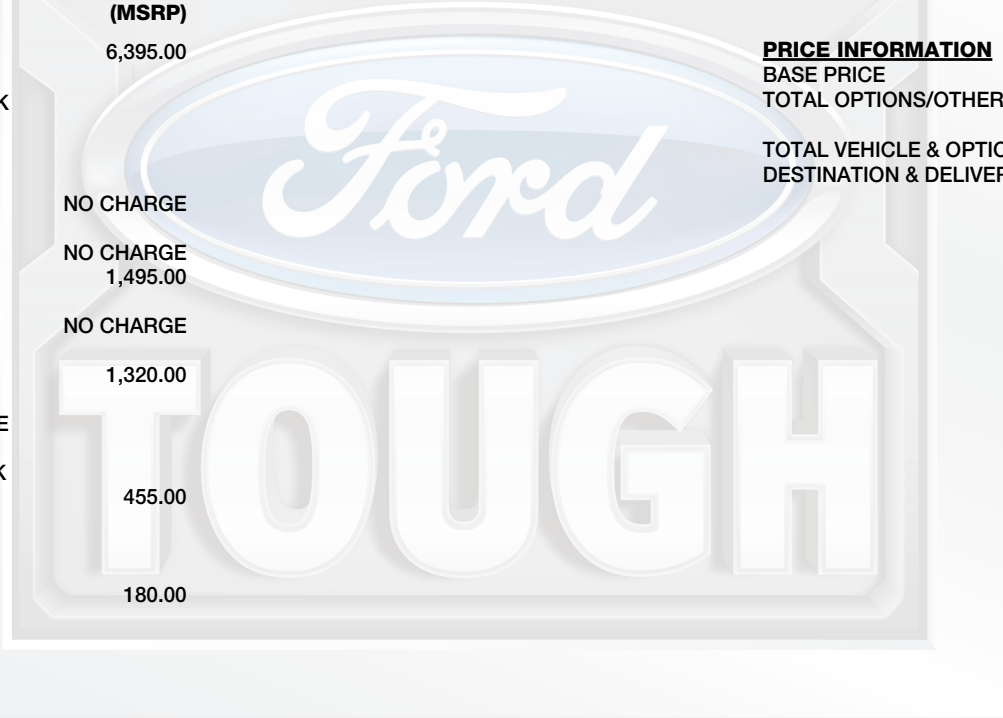 (MSRP)
6,395.00
K
NO CHARGE
NO CHARGE
1,495.00
NO CHARGE
1,320.00
E
K
455.00
180.00
PRICE INFORMATION
BASE PRICE
TOTAL OPTIONS/OTHER
TOTAL VEHICLE & OPTIO
DESTINATION & DELIVER
Ford
TOUGH